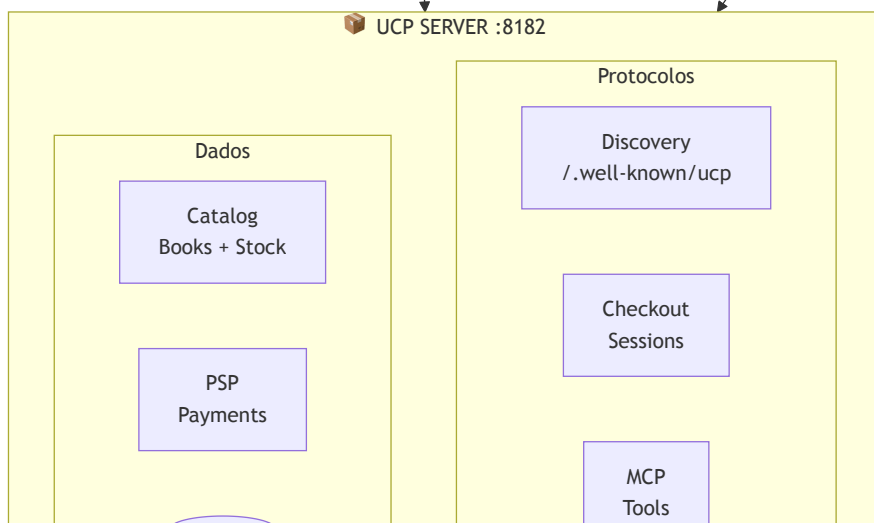 📦 UCP SERVER :8182
Dados
Catalog
Books + Stock
PSP
Payments
Protocolos
Discovery
/.well-known/ucp
Checkout
Sessions
MCP
Tools